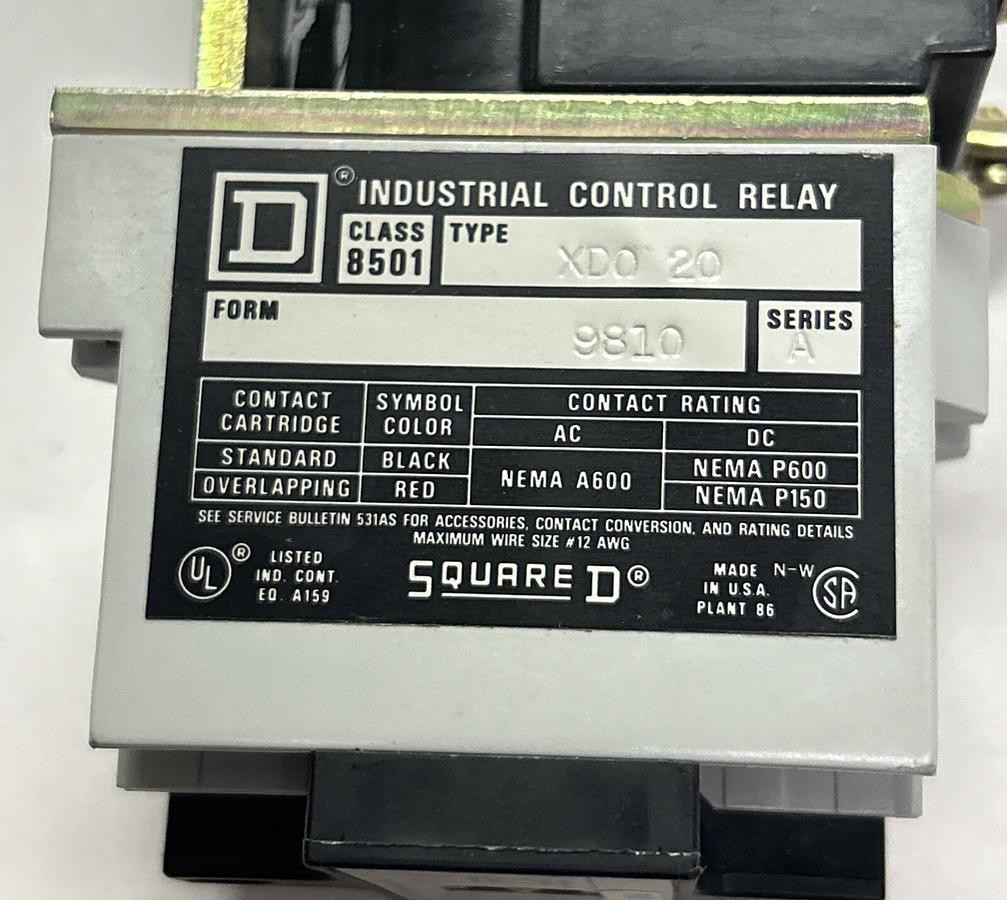 D® INDUSTRIAL CONTROL RELAY
CLASS TYPE
8501 XDO 20
FORM 9810 SERIES A
CONTACT CARTRIDGE SYMBOL COLOR CONTACT RATING
AC DC
STANDARD BLACK NEMA A600 NEMA P600
OVERLAPPING RED NEMA P150
SEE SERVICE BULLETIN 531AS FOR ACCESSORIES, CONTACT CONVERSION, AND RATING DETAILS
MAXIMUM WIRE SIZE #12 AWG
UL® LISTED
IND. CONT.
EQ. A159
SQUARE D®
MADE N-W
IN U.S.A.
PLANT 86
SA